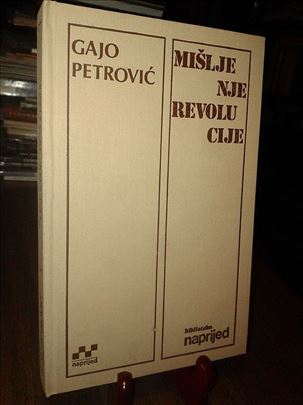 GAJO
PETROVIĆ
MIŠLJE
NJE
REVOLU
CIJE
naprijed
biblioteka
naprijed